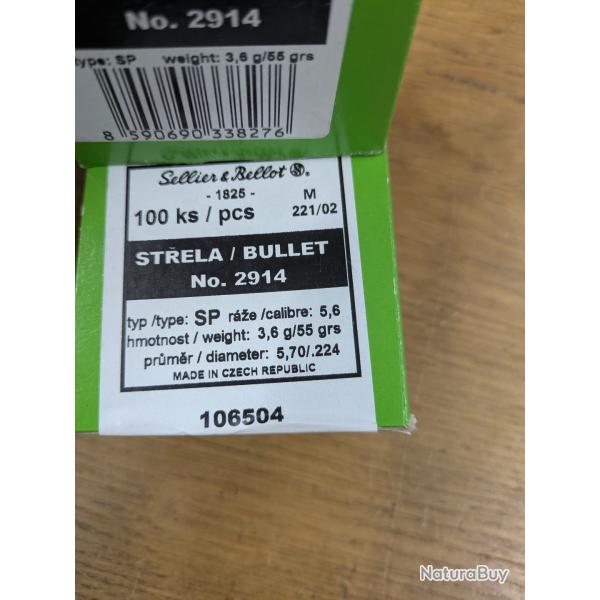 No. 2914
type: SP weight: 3,6 g/55 grs
8 590690 338276
Sellier & Bellot SB.
- 1825 - M
100 ks / pcs 221/02
STŘELA / BULLET
No. 2914
typ /type: SP ráže /calibre: 5,6
hmotnost / weight: 3,6 g/55 grs
průměr / diameter: 5,70/.224
MADE IN CZECH REPUBLIC
106504
NaturaBuy